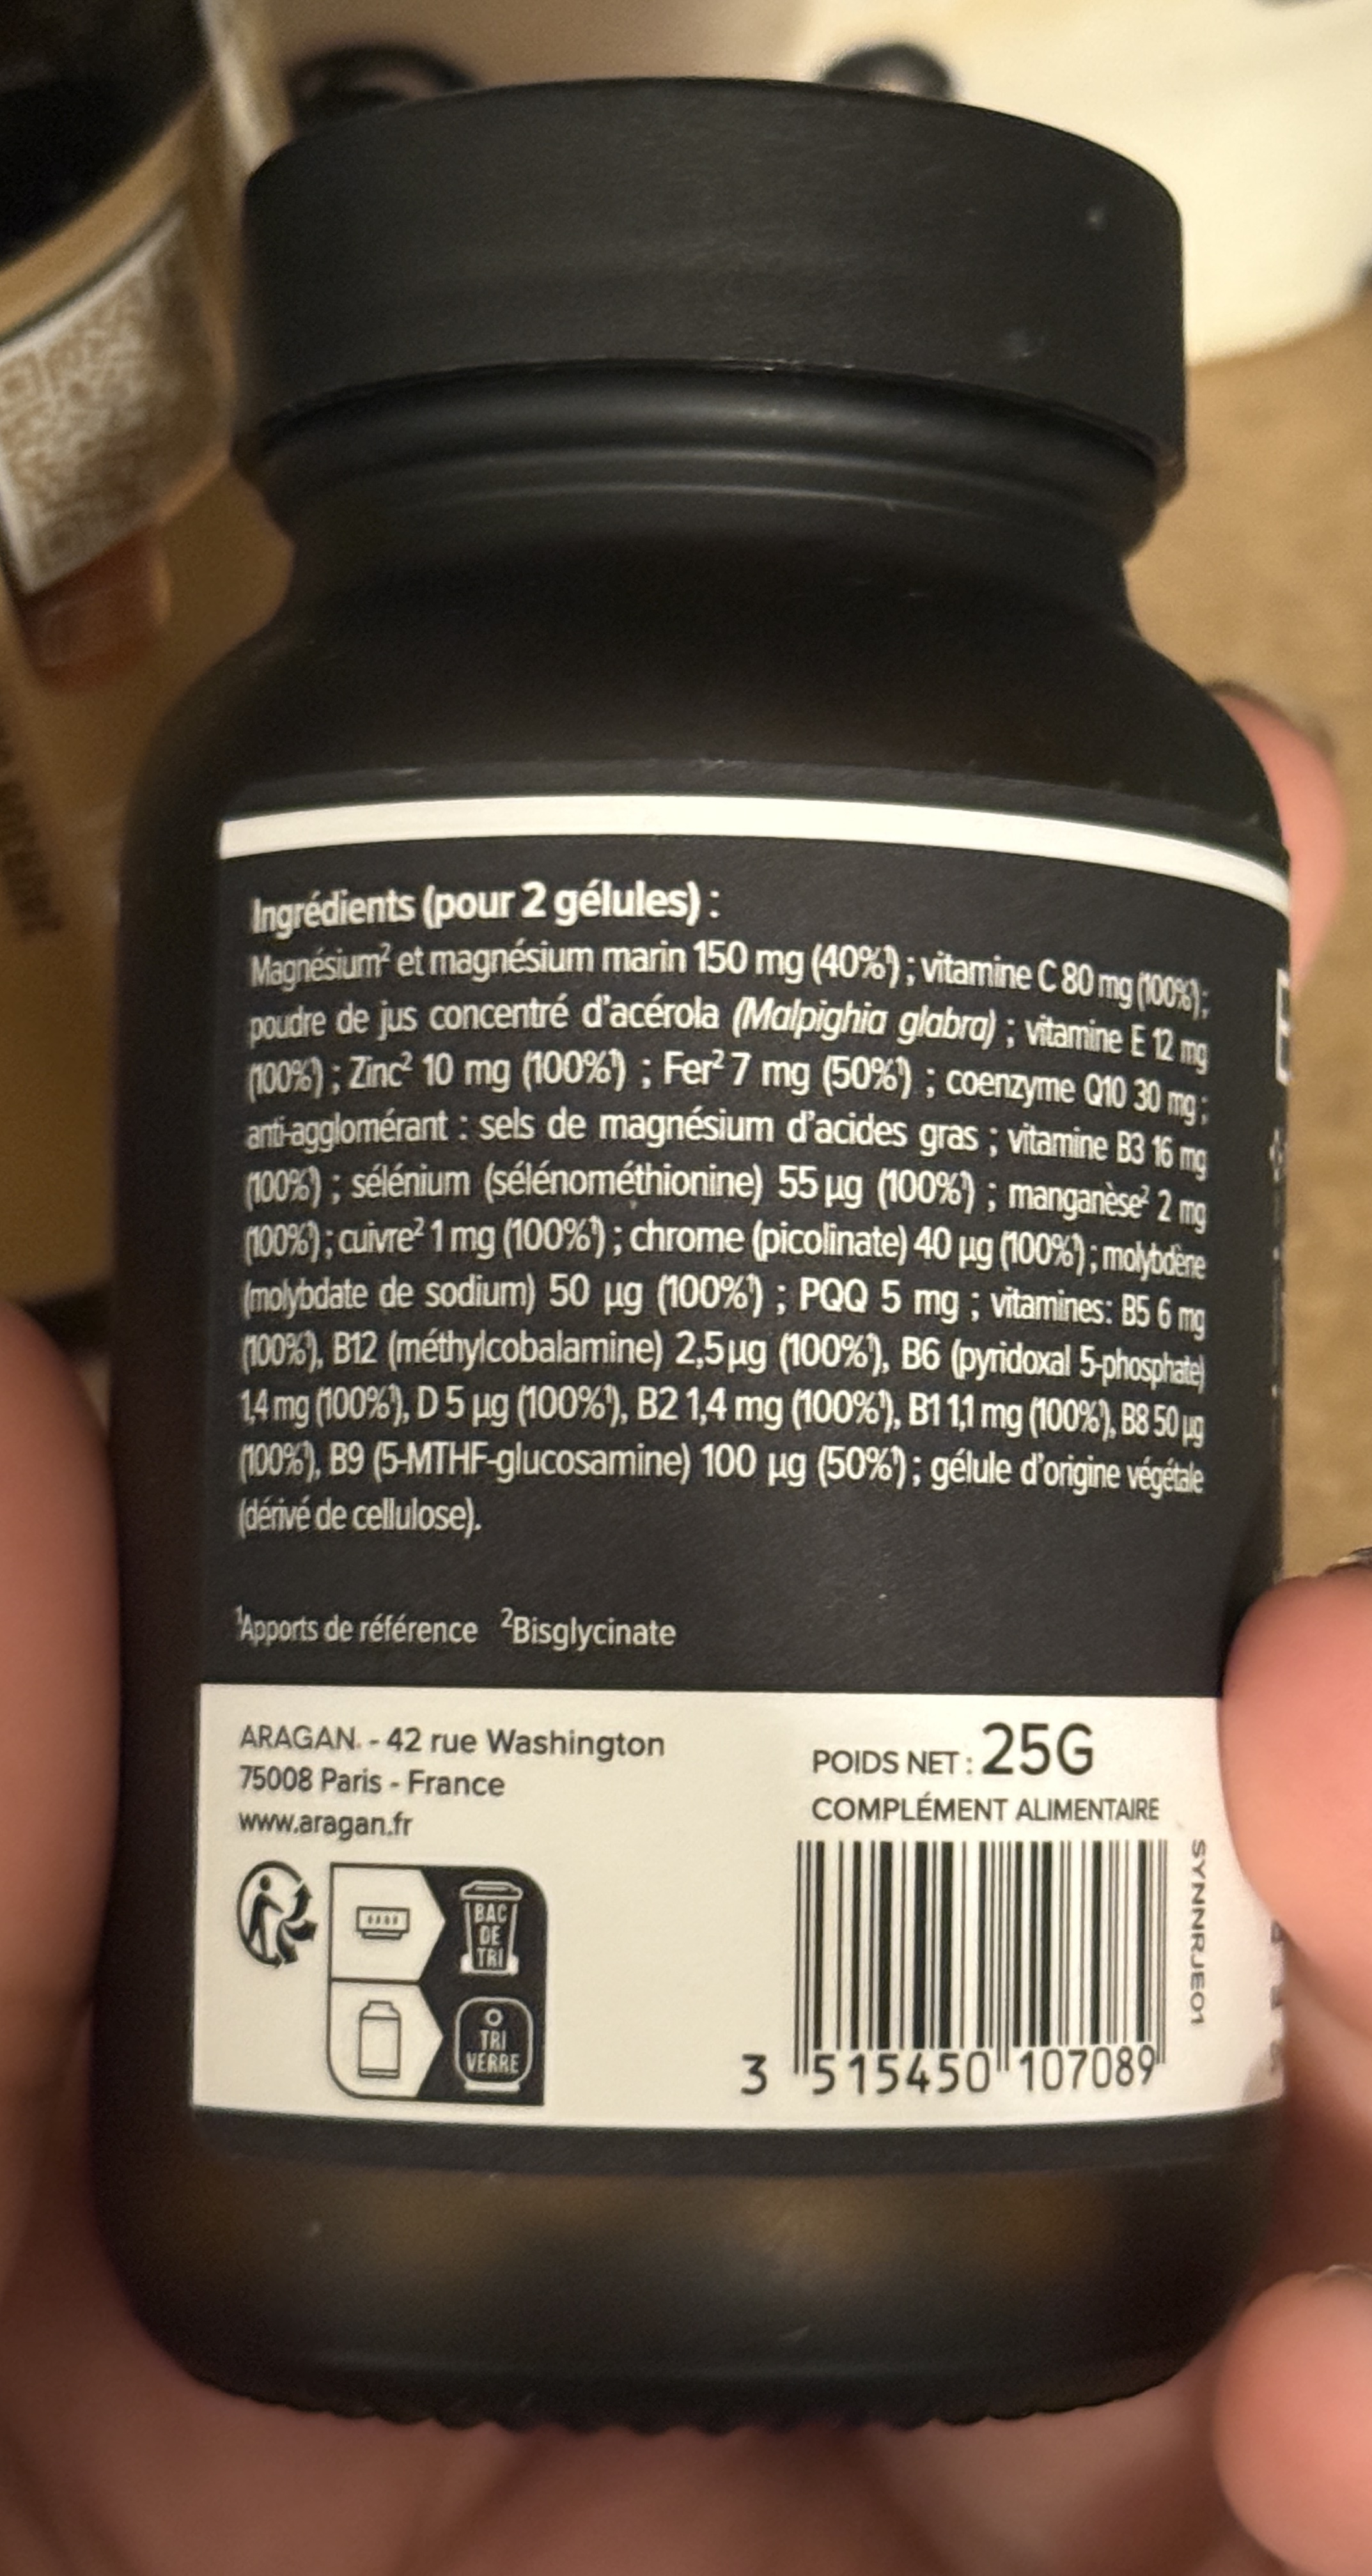 Ingrédients (pour 2 gélules) :
Magnésium² et magnésium marin 150 mg (40%¹) ; vitamine C 80 mg (100%¹) ;
poudre de jus concentré d'acérola (Malpighia glabra) ; vitamine E 12 mg
(100%¹) ; Zinc² 10 mg (100%¹) ; Fer² 7 mg (50%¹) ; coenzyme Q10 30 mg ;
anti-agglomérant : sels de magnésium d'acides gras ; vitamine B3 16 mg
(100%¹) ; sélénium (sélénométhionine) 55 µg (100%¹) ; manganèse² 2 mg
(100%¹) ; cuivre² 1 mg (100%¹) ; chrome (picolinate) 40 µg (100%¹) ; molybdène
(molybdate de sodium) 50 µg (100%¹) ; PQQ 5 mg ; vitamines: B5 6 mg
(100%¹), B12 (méthylcobalamine) 2,5µg (100%¹), B6 (pyridoxal 5-phosphate)
1,4 mg (100%¹), D 5 µg (100%¹), B2 1,4 mg (100%¹), B1 1,1 mg (100%¹), B8 50 µg
(100%¹), B9 (5-MTHF-glucosamine) 100 µg (50%¹) ; gélule d'origine végétale
(dérivé de cellulose).
¹Apports de référence ²Bisglycinate
ARAGAN. - 42 rue Washington
75008 Paris - France
www.aragan.fr
BAC
DE
TRI
TRI
VERRE
POIDS NET : 25G
COMPLÉMENT ALIMENTAIRE
SYNNRJE01
3 515450 107089